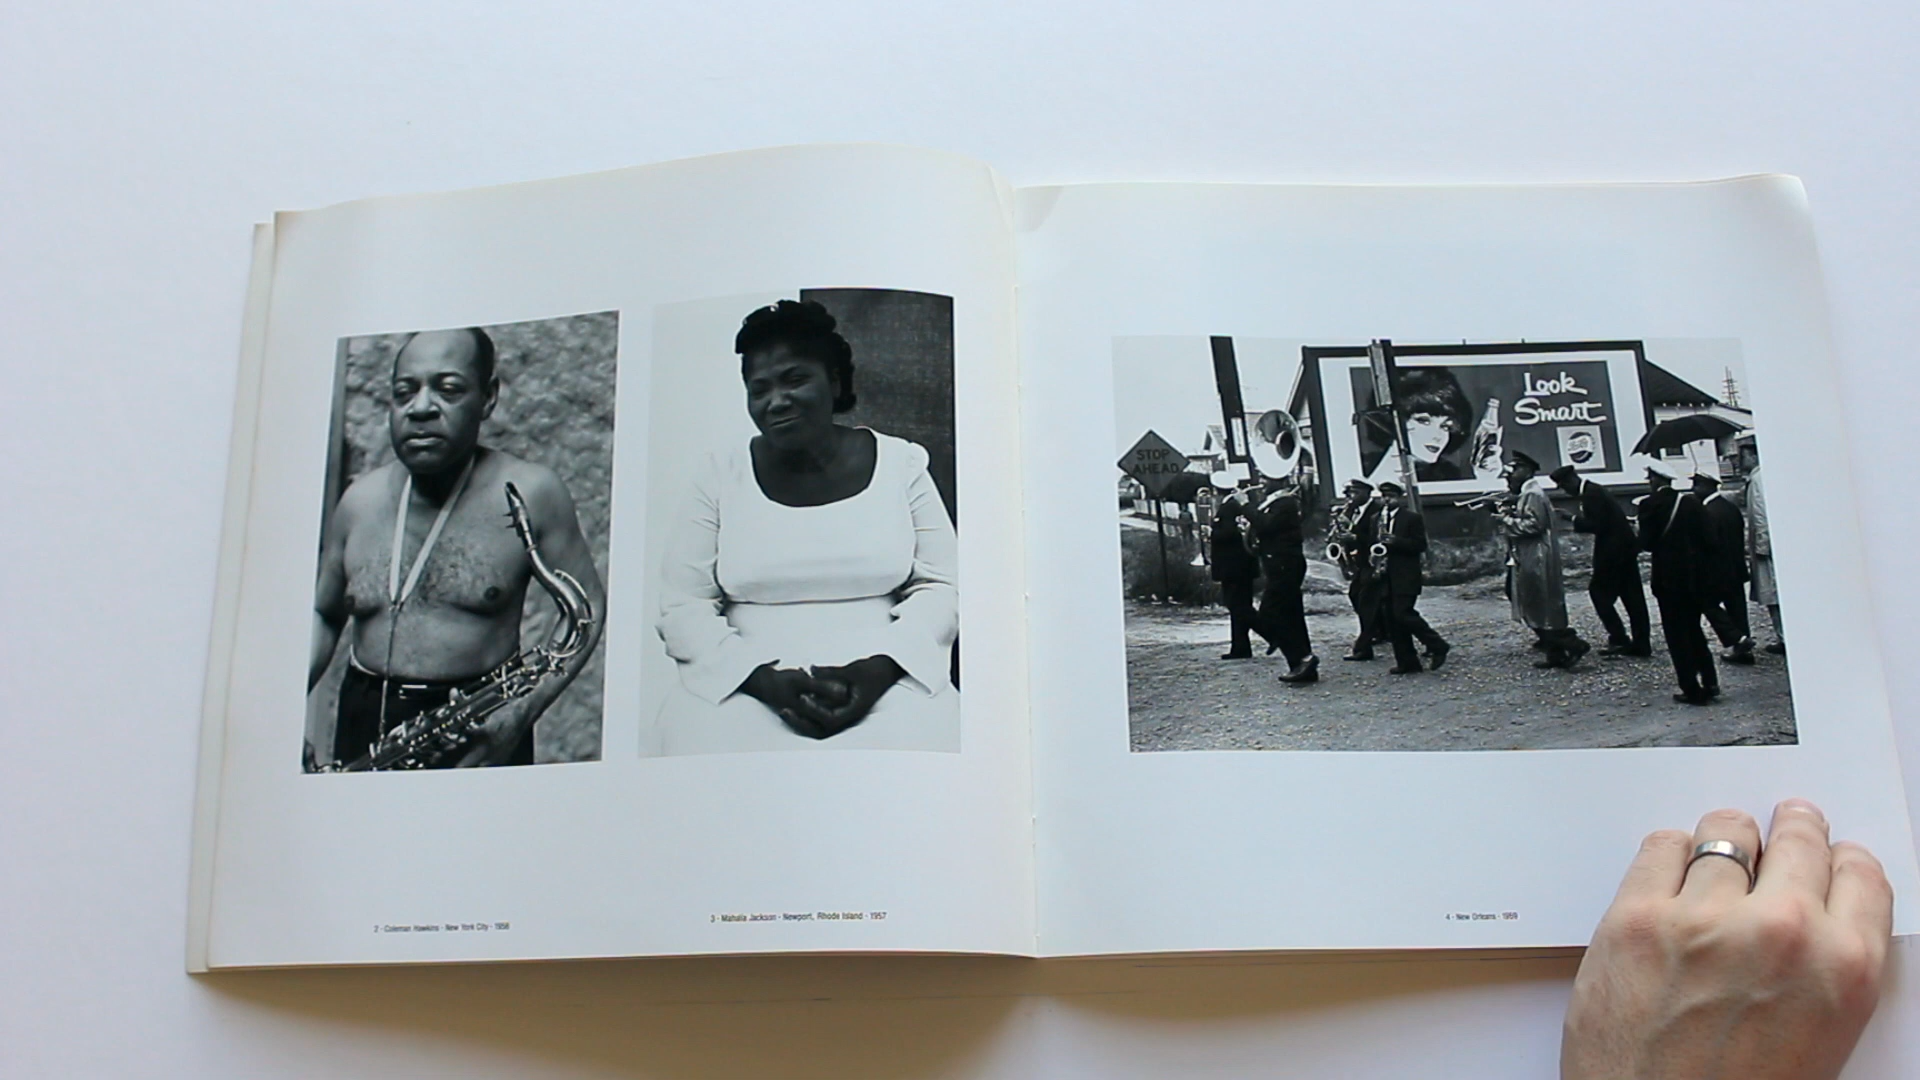 2 - Coleman Hawkins - New York City - 1956
3 - Mahalia Jackson - Newport, Rhode Island - 1957
STOP
AHEAD
Look
Smart
4 - New Orleans - 1959